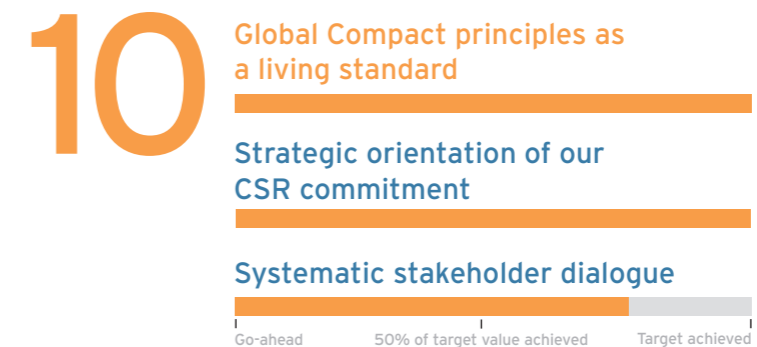 10
Global Compact principles as
a living standard
Strategic orientation of our
CSR commitment
Systematic stakeholder dialogue
Go-ahead 50% of target value achieved Target achieved